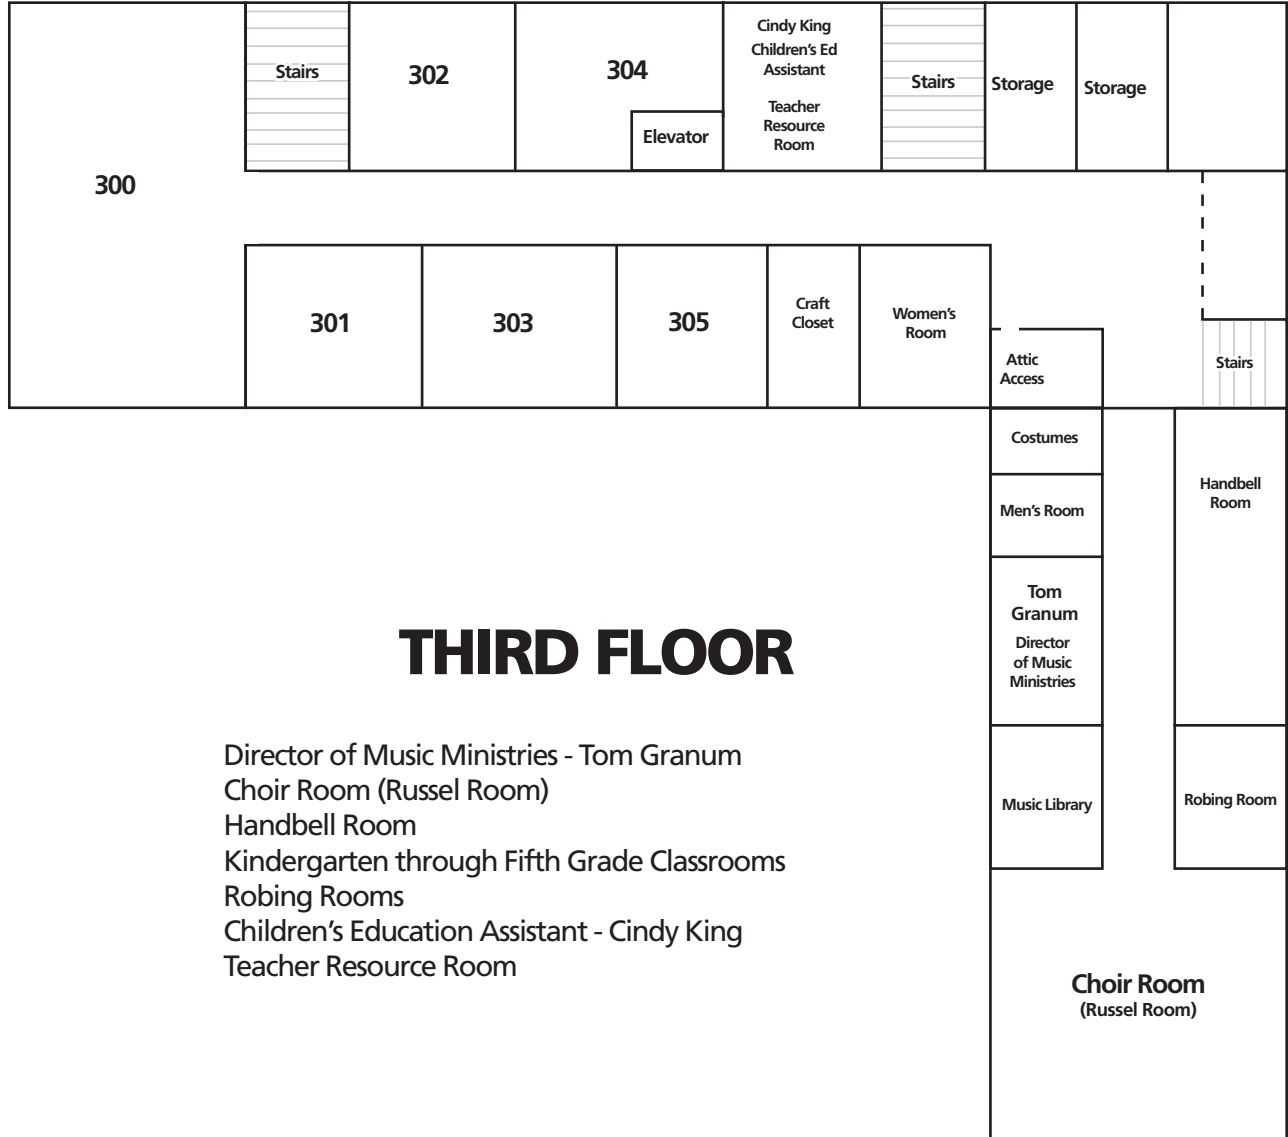 Stairs
302
304
Elevator
Cindy King
Children's Ed
Assistant
Teacher
Resource
Room
Stairs
Storage
Storage
300
301
303
305
Craft
Closet
Women's
Room
Attic
Access
Stairs
Costumes
Men's Room
Handbell
Room
Tom
Granum
Director
of Music
Ministries
Music Library
Robing Room
Choir Room
(Russel Room)
THIRD FLOOR
Director of Music Ministries - Tom Granum
Choir Room (Russel Room)
Handbell Room
Kindergarten through Fifth Grade Classrooms
Robing Rooms
Children's Education Assistant - Cindy King
Teacher Resource Room